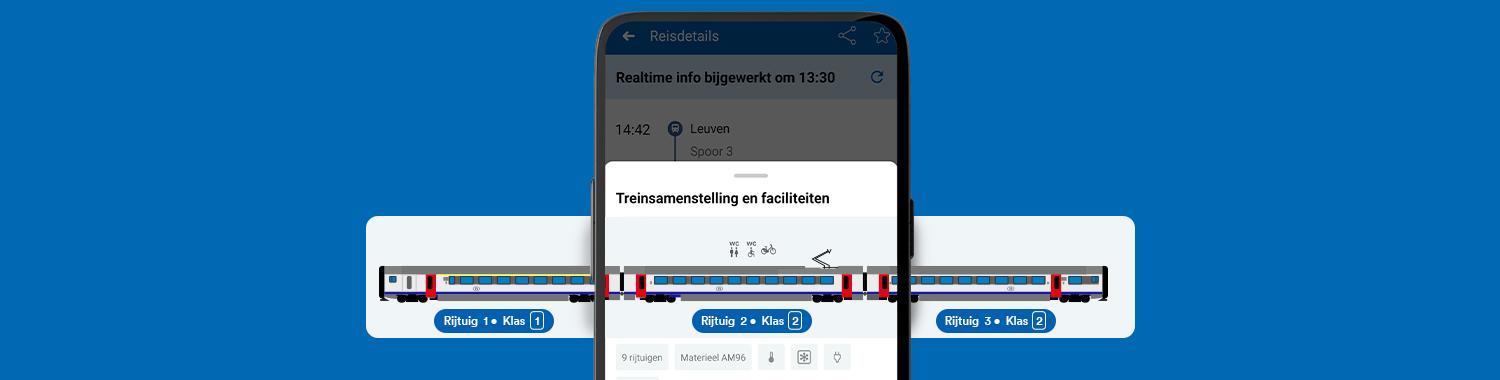 Reisdetails
Realtime info bijgewerkt om 13:30
14:42 Leuven
Spoor 3
Treinsamenstelling en faciliteiten
WC WC
Rijtuig 1 • Klas 1
Rijtuig 2 • Klas 2
Rijtuig 3 • Klas 2
9 rijtuigen Materieel AM96